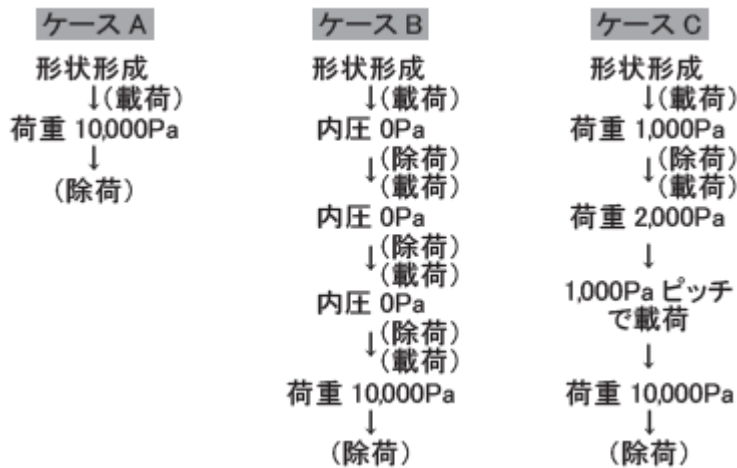 ケース A
形状形成
↓(載荷)
荷重 10,000Pa
↓
(除荷)
ケース B
形状形成
↓(載荷)
内圧 0Pa
↓(除荷)
(載荷)
内圧 0Pa
↓(除荷)
(載荷)
内圧 0Pa
↓(除荷)
(載荷)
荷重 10,000Pa
↓
(除荷)
ケース C
形状形成
↓(載荷)
荷重 1,000Pa
↓(除荷)
(載荷)
荷重 2,000Pa
↓
1,000Pa ピッチ
で載荷
↓
荷重 10,000Pa
↓
(除荷)